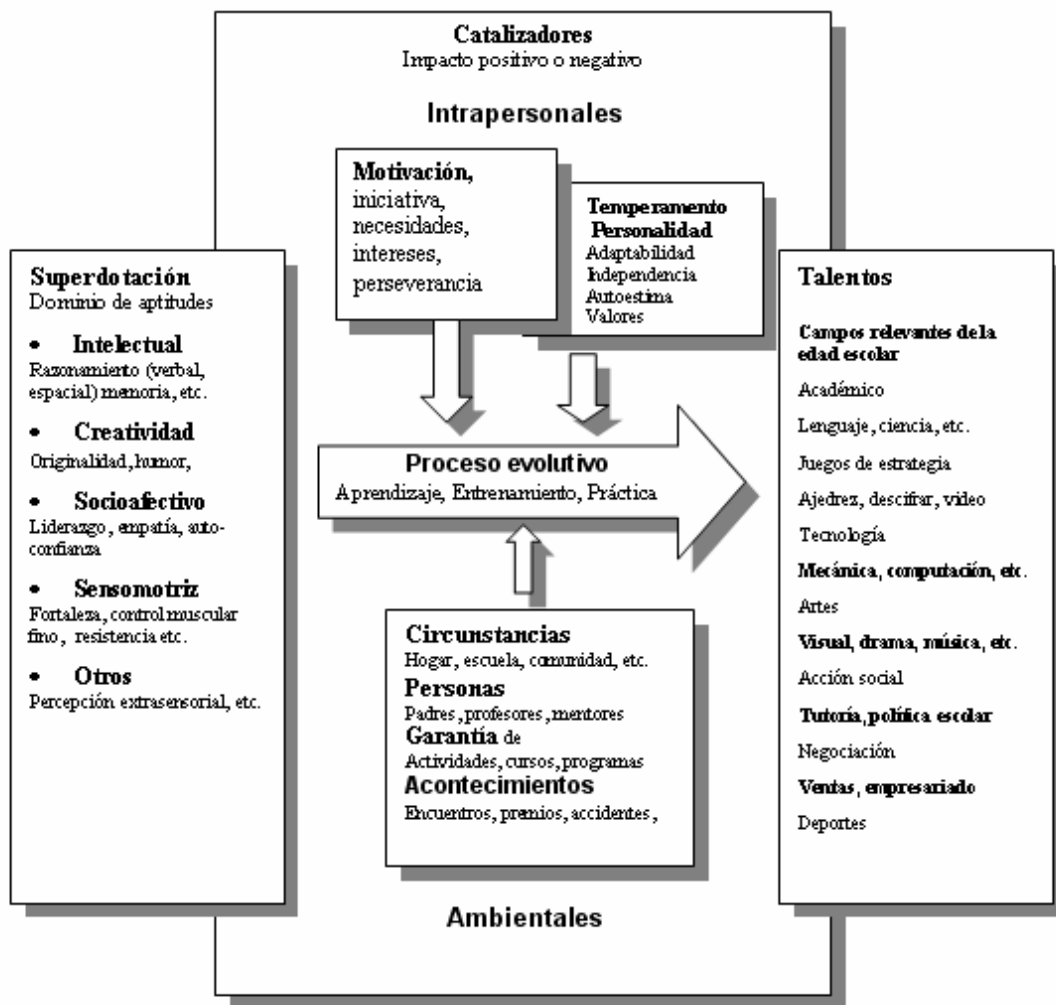 Catalizadores
Impacto positivo o negativo
Intrapersonales
Motivación,
iniciativa,
necesidades,
intereses,
perseverancia
Temperamento
Personalidad
Adaptabilidad
Independencia
Autoestima
Valores
Superdotación
Dominio de aptitudes
• Intelectual
Razonamiento (verbal,
espacial) memoria, etc.
• Creatividad
Originalidad, humor,
• Socioafectivo
Liderazgo, empatía, auto-
confianza
• Sensomotriz
Fortaleza, control muscular
fino, resistencia etc.
• Otros
Percepción extrasensorial, etc.
Proceso evolutivo
Aprendizaje, Entrenamiento, Práctica
Circunstancias
Hogar, escuela, comunidad, etc.
Personas
Padres, profesores, mentores
Garantía de
Actividades, cursos, programas
Acontecimientos
Encuentros, premios, accidentes,
Ambientales
Talentos
Campos relevantes de la
edad escolar
Académico
Lenguaje, ciencia, etc.
Juegos de estrategia
Ajedrez, descifrar, video
Tecnología
Mecánica, computación, etc.
Artes
Visual, drama, música, etc.
Acción social
Tutoría, política escolar
Negociación
Ventas, empresariado
Deportes